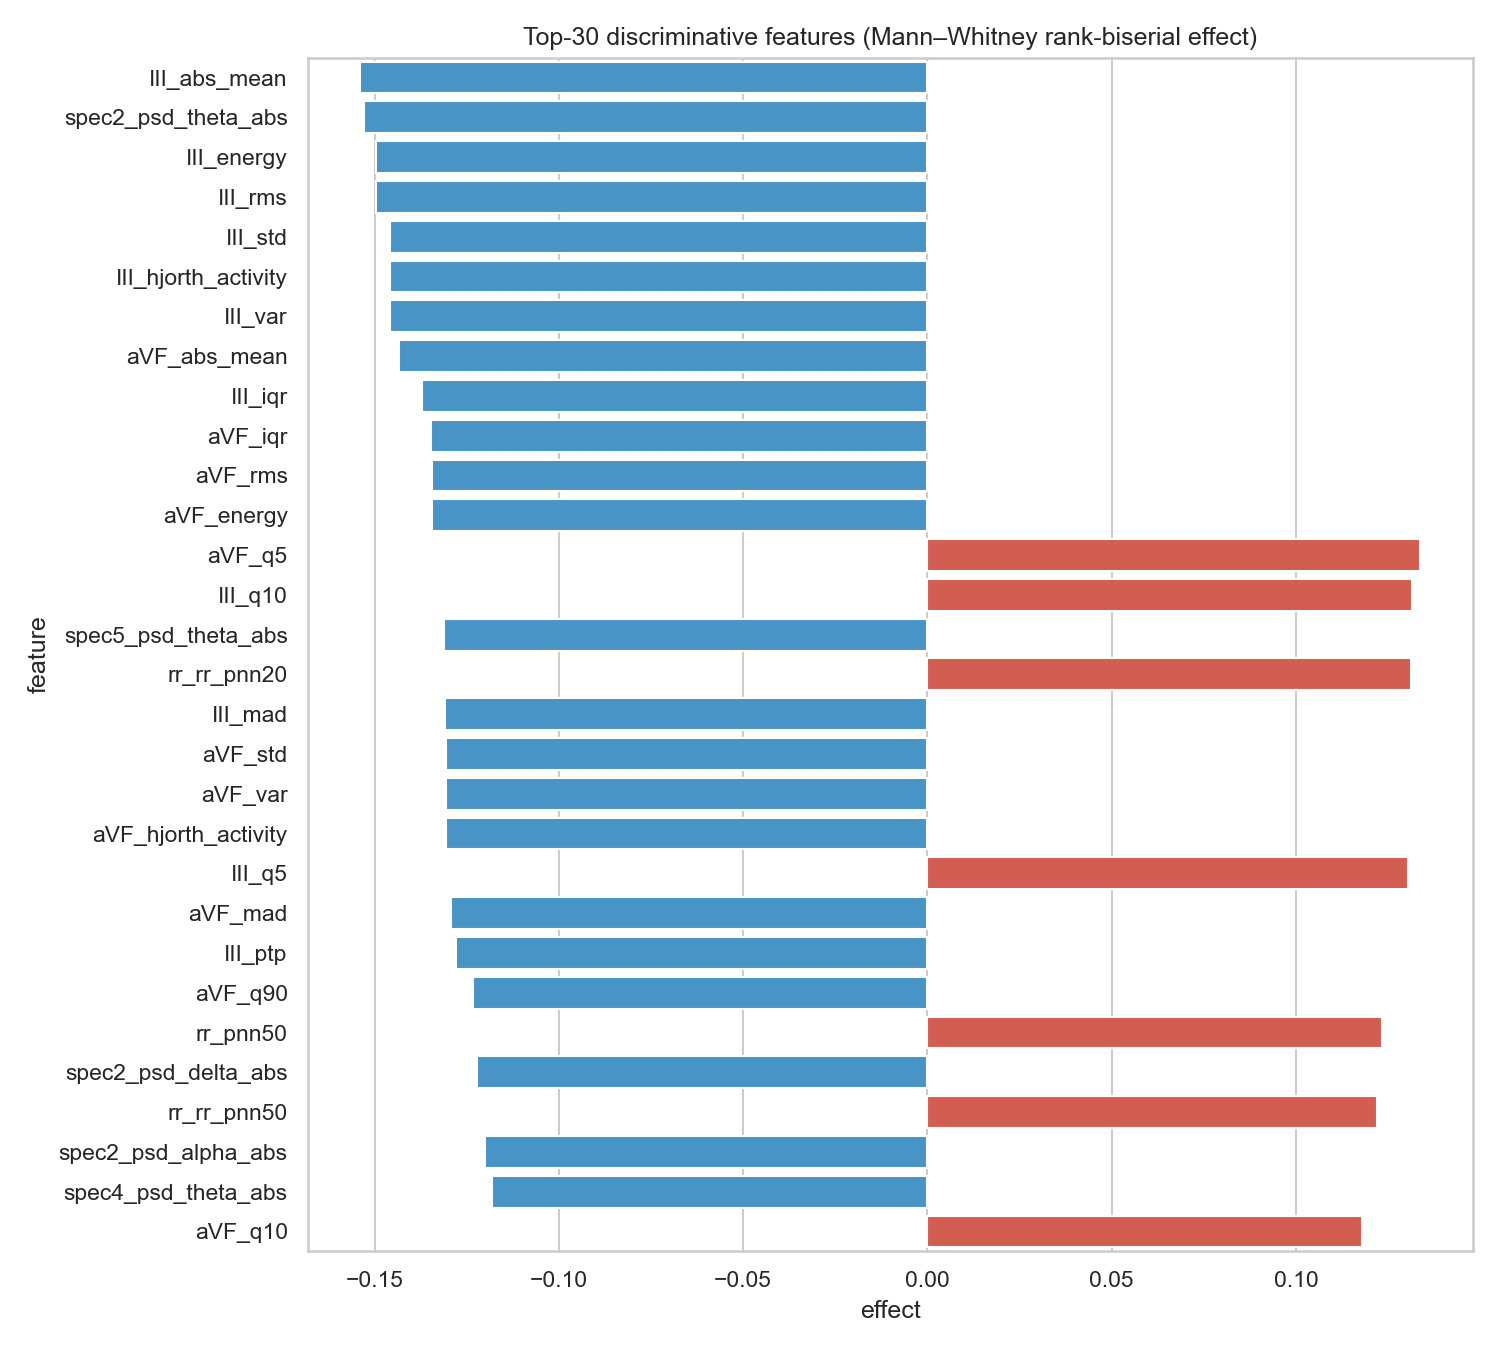 Top-30 discriminative features (Mann–Whitney rank-biserial effect)
feature
III_abs_mean
spec2_psd_theta_abs
III_energy
III_rms
III_std
III_hjorth_activity
III_var
aVF_abs_mean
III_iqr
aVF_iqr
aVF_rms
aVF_energy
aVF_q5
III_q10
spec5_psd_theta_abs
rr_rr_pnn20
III_mad
aVF_std
aVF_var
aVF_hjorth_activity
III_q5
aVF_mad
III_ptp
aVF_q90
rr_pnn50
spec2_psd_delta_abs
rr_rr_pnn50
spec2_psd_alpha_abs
spec4_psd_theta_abs
aVF_q10
−0.15 −0.10 −0.05 0.00 0.05 0.10
effect